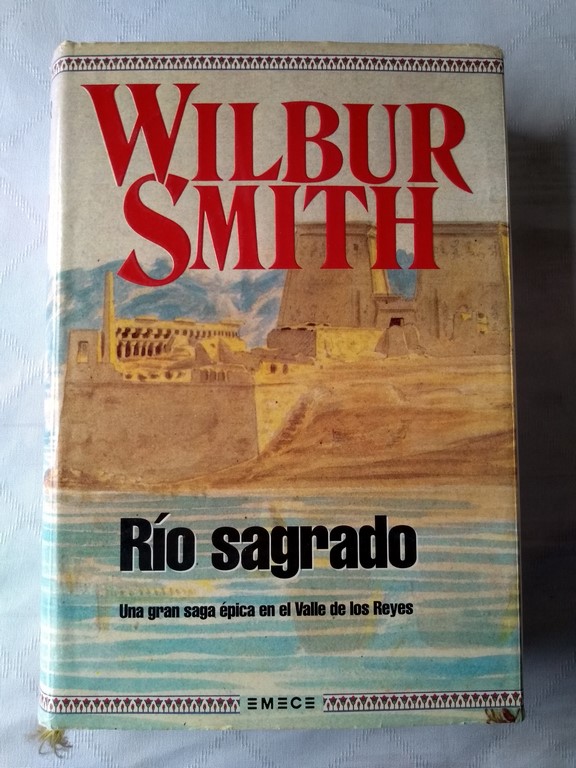 WILBUR
SMITH
Río sagrado
Una gran saga épica en el Valle de los Reyes
EMECE